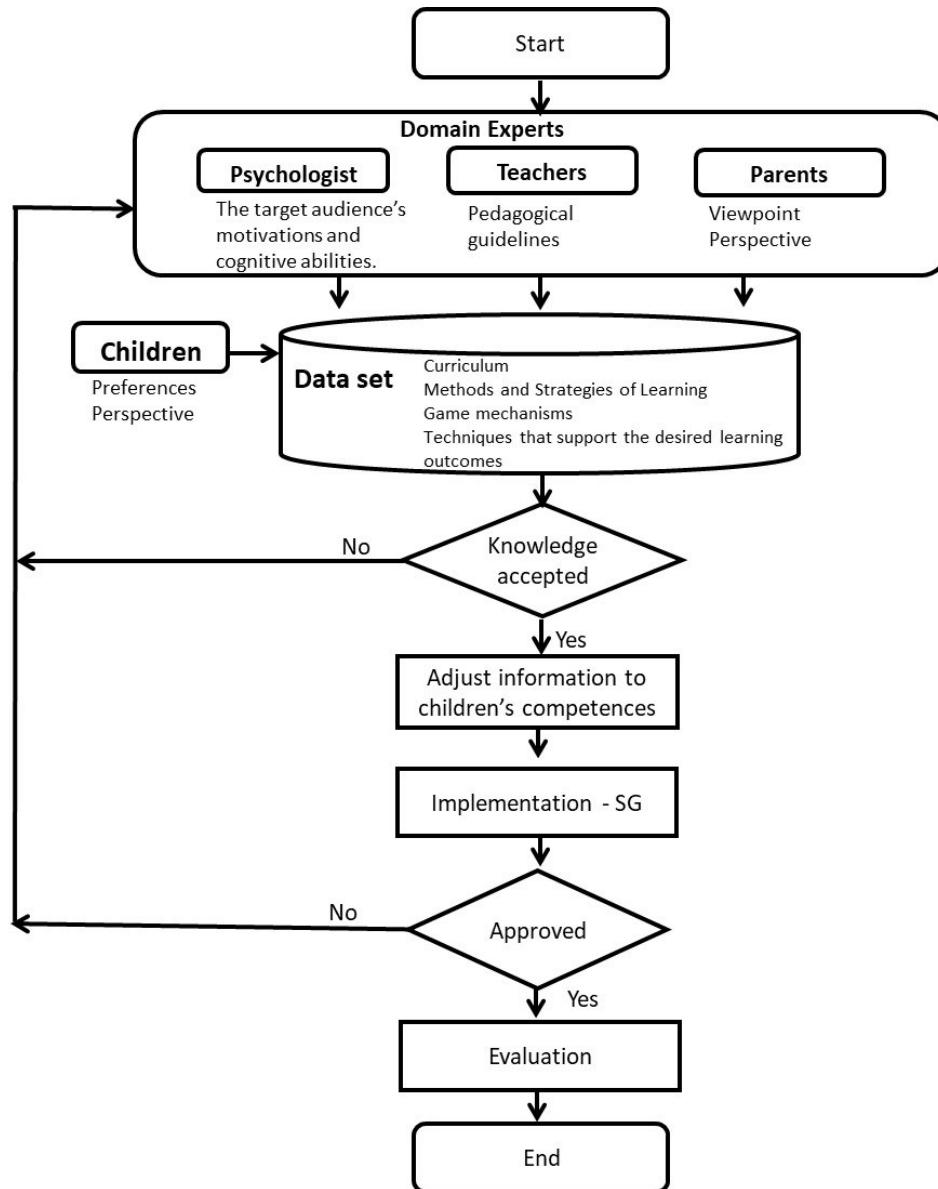 Start
Domain Experts
Psychologist
The target audience's
motivations and
cognitive abilities.
Teachers
Pedagogical
guidelines
Parents
Viewpoint
Perspective
Children
Preferences
Perspective
Data set
Curriculum
Methods and Strategies of Learning
Game mechanisms
Techniques that support the desired learning
outcomes
Knowledge
accepted
No
Yes
Adjust information to
children's competences
Implementation - SG
Approved
No
Yes
Evaluation
End